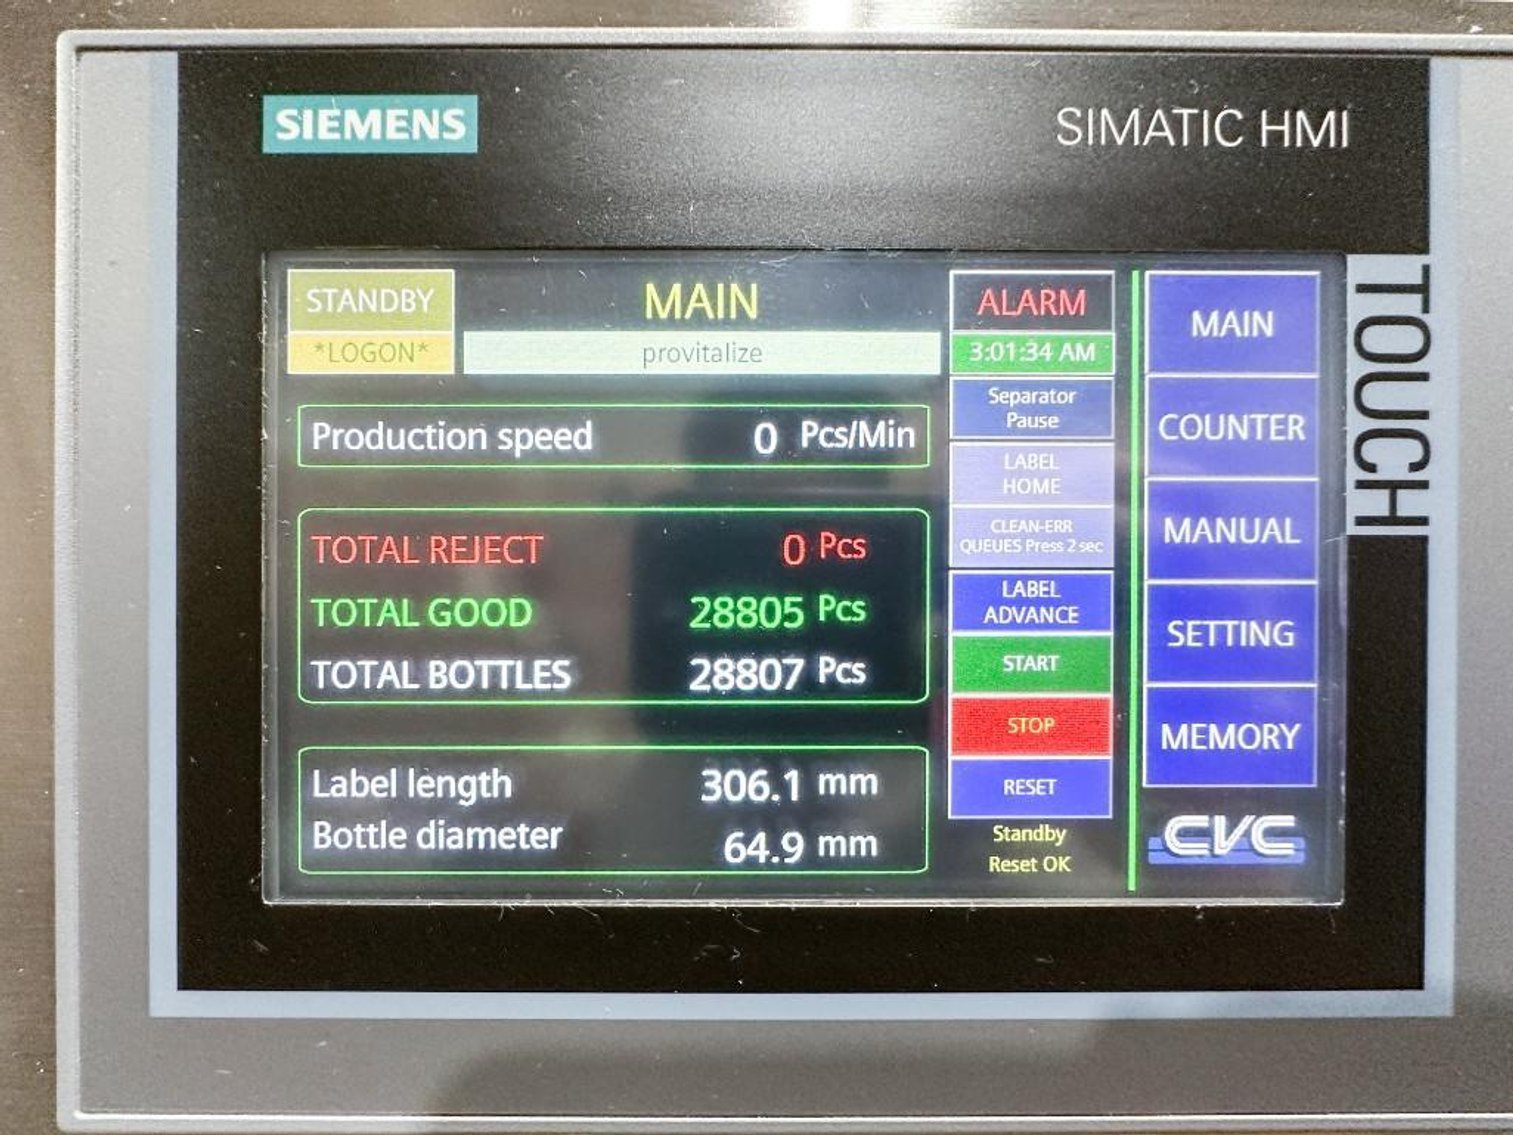 SIEMENS
SIMATIC HMI
TOUCH
STANDBY
*LOGON*
MAIN
provitalize
ALARM
3:01:34 AM
Production speed 0 Pcs/Min
TOTAL REJECT 0 Pcs
TOTAL GOOD 28805 Pcs
TOTAL BOTTLES 28807 Pcs
Label length 306.1 mm
Bottle diameter 64.9 mm
Separator
Pause
LABEL
HOME
CLEAN-ERR
QUEUES Press 2 sec
LABEL
ADVANCE
START
STOP
RESET
Standby
Reset OK
MAIN
COUNTER
MANUAL
SETTING
MEMORY
CVC